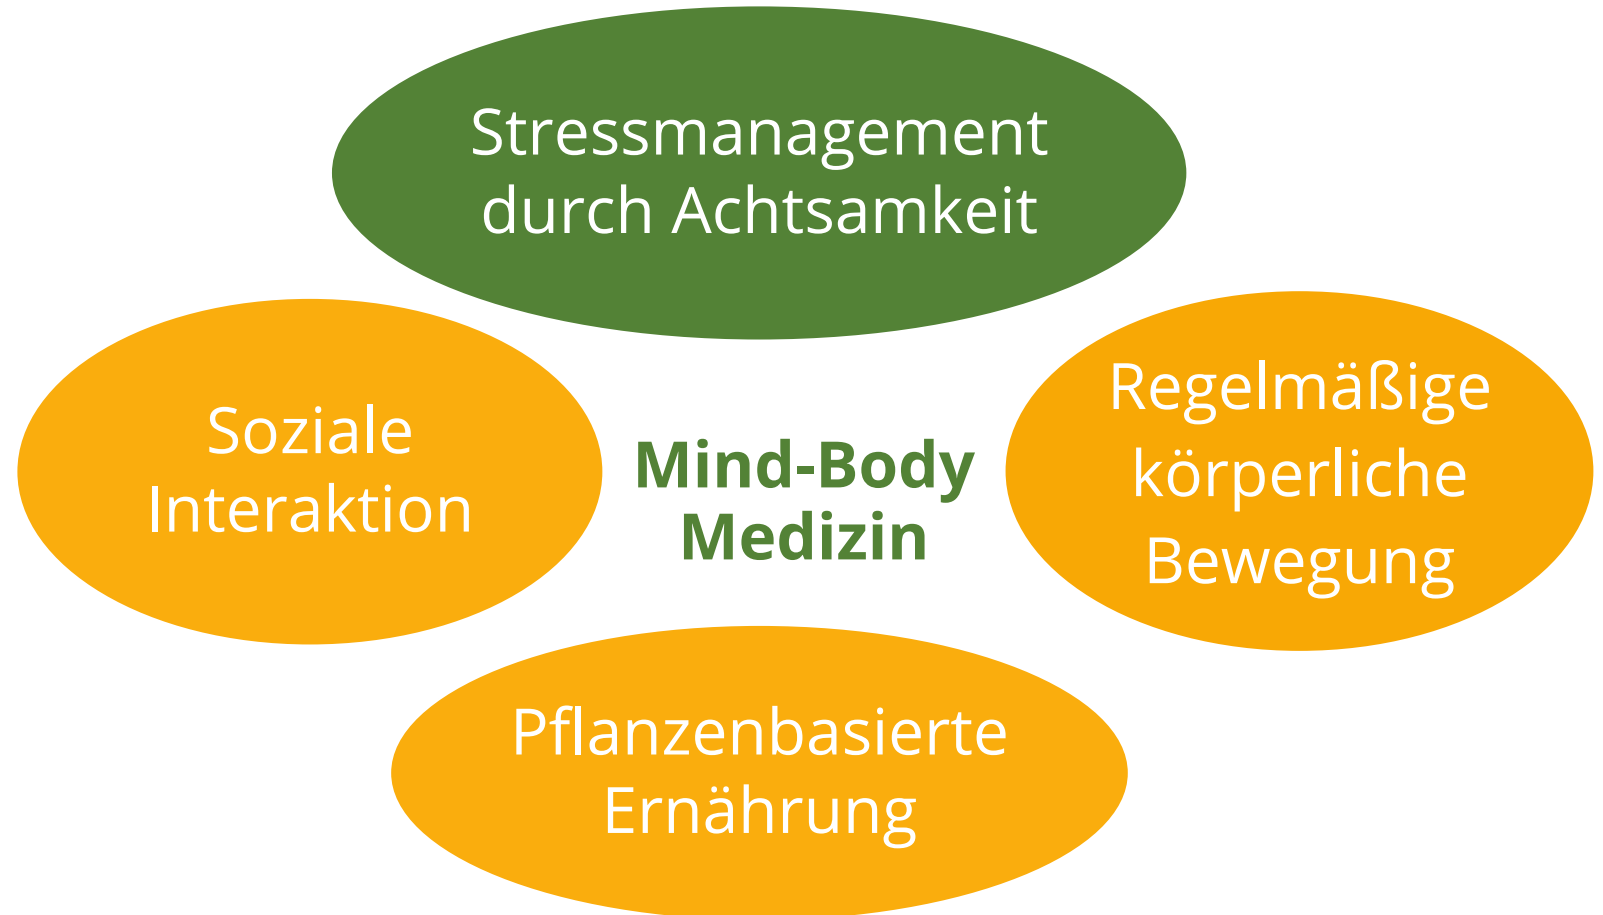 Stressmanagement
durch Achtsamkeit
Soziale
Interaktion
Mind-Body
Medizin
Regelmäßige
körperliche
Bewegung
Pflanzenbasierte
Ernährung